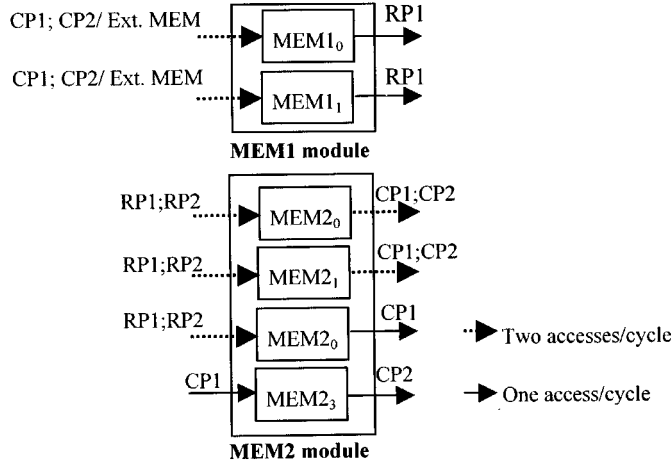 CP1; CP2/ Ext. MEM
MEM1₀
RP1
CP1; CP2/ Ext. MEM
MEM1₁
RP1
MEM1 module
RP1;RP2
MEM2₀
CP1;CP2
RP1;RP2
MEM2₁
CP1;CP2
RP1;RP2
MEM2₀
CP1
Two accesses/cycle
CP1
MEM2₃
CP2
One access/cycle
MEM2 module